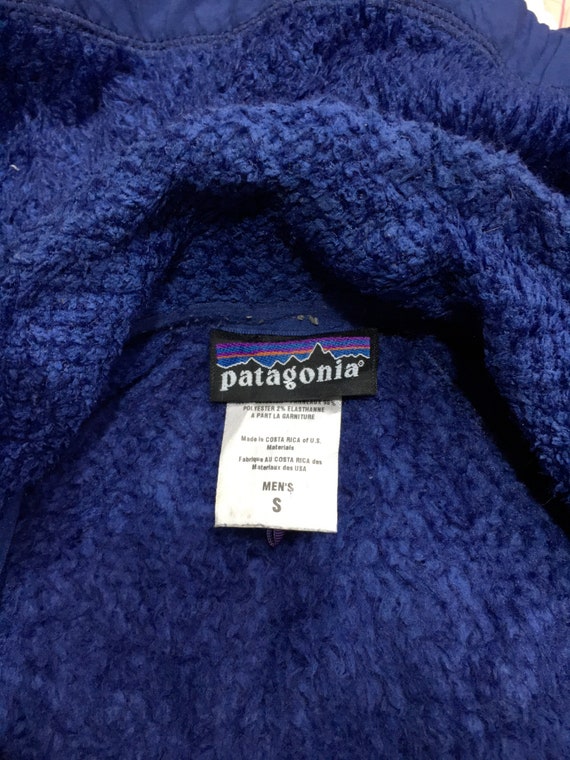 patagonia®
POLYESTER 2% ELASTHANNE
A PART LA GARNITURE
Made in COSTA RICA of U.S.
Materials
Fabriqué AU COSTA RICA des
Materiaux des USA
MEN'S
S